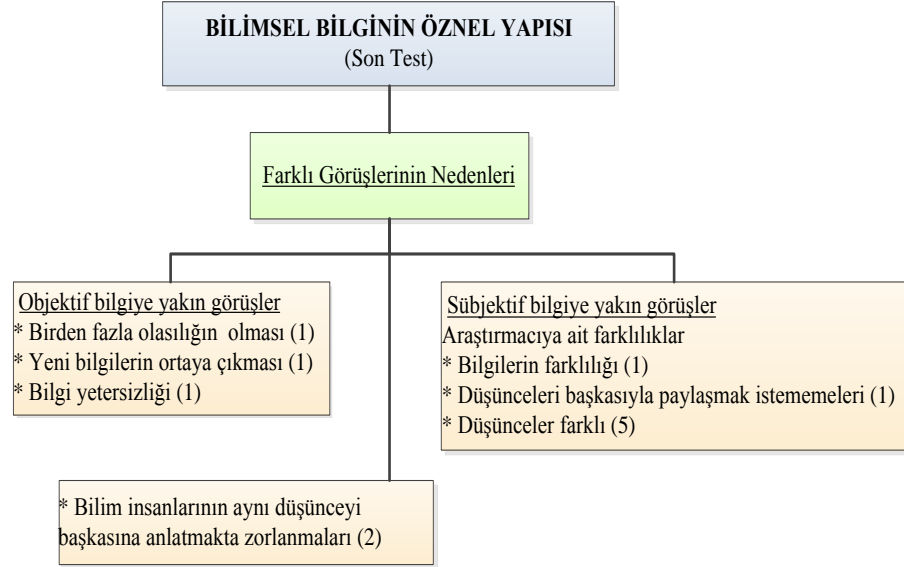 BİLİMSEL BİLGİNİN ÖZNEL YAPISI
(Son Test)
Farklı Görüşlerinin Nedenleri
Objektif bilgiye yakın görüşler
* Birden fazla olasılığın olması (1)
* Yeni bilgilerin ortaya çıkması (1)
* Bilgi yetersizliği (1)
Sübjektif bilgiye yakın görüşler
Araştırmacıya ait farklılıklar
* Bilgilerin farklılığı (1)
* Düşünceleri başkasıyla paylaşmak istememeleri (1)
* Düşünceler farklı (5)
* Bilim insanlarının aynı düşünceyi
başkasına anlatmakta zorlanmaları (2)